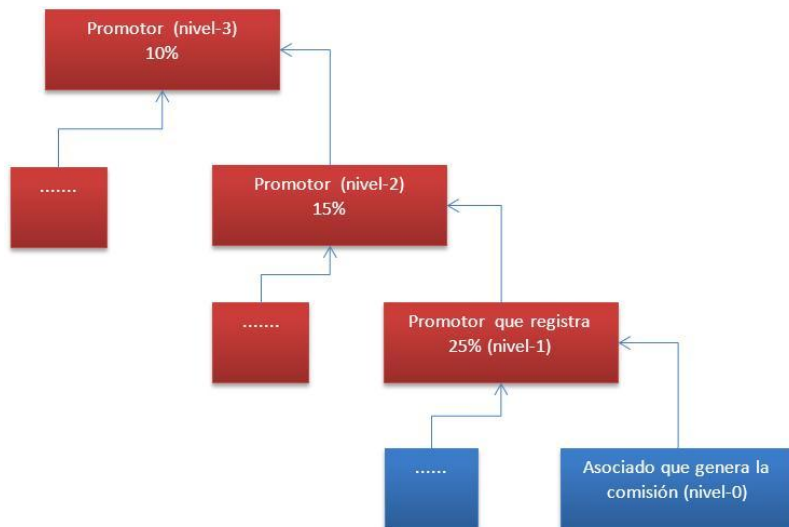 Promotor (nivel-3)
10%
.......
Promotor (nivel-2)
15%
.......
Promotor que registra
25% (nivel-1)
......
Asociado que genera la
comisión (nivel-0)